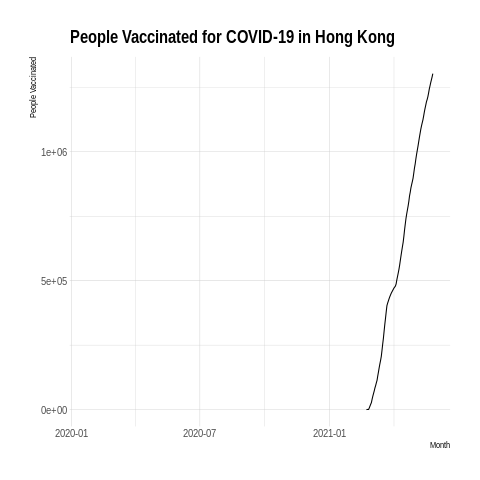 People Vaccinated for COVID-19 in Hong Kong
People Vaccinated
1e+06
5e+05
0e+00
2020-01 2020-07 2021-01
Month